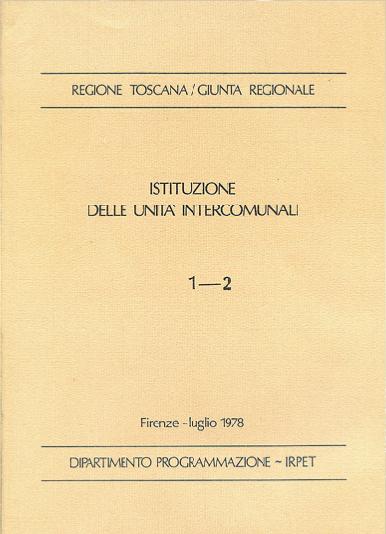 REGIONE TOSCANA/GIUNTA REGIONALE
ISTITUZIONE
DELLE UNITA' INTERCOMUNALI
1—2
Firenze - luglio 1978
DIPARTIMENTO PROGRAMMAZIONE ~ IRPET